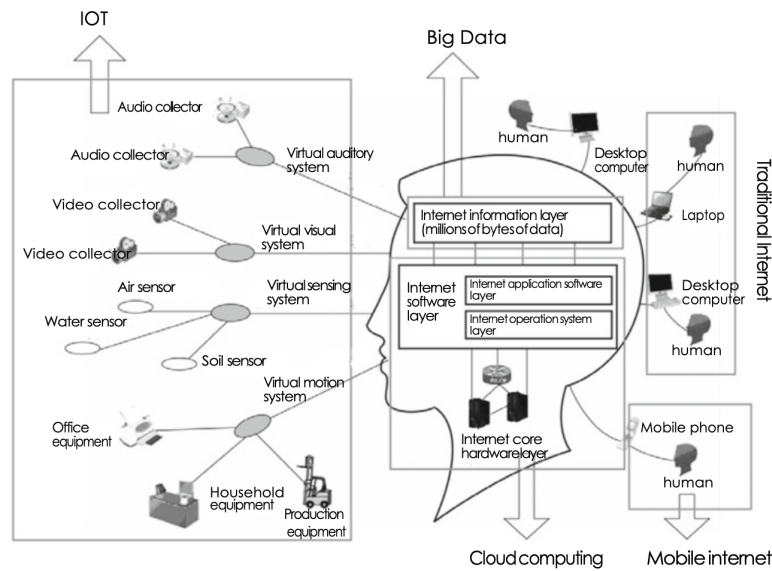 IOT
Big Data
Audio collector
Audio collector
Virtual auditory
system
Video collector
Virtual visual
system
Video collector
Air sensor
Virtual sensing
system
Water sensor
Soil sensor
Virtual motion
system
Office
equipment
Household
equipment
Production
equipment
Internet information layer
(millions of bytes of data)
Internet
software
layer
Internet application software
layer
Internet operation system
layer
Internet core
hardwarelayer
human
Desktop
computer
human
Laptop
Desktop
computer
human
Traditional Internet
Mobile phone
human
Cloud computing
Mobile internet